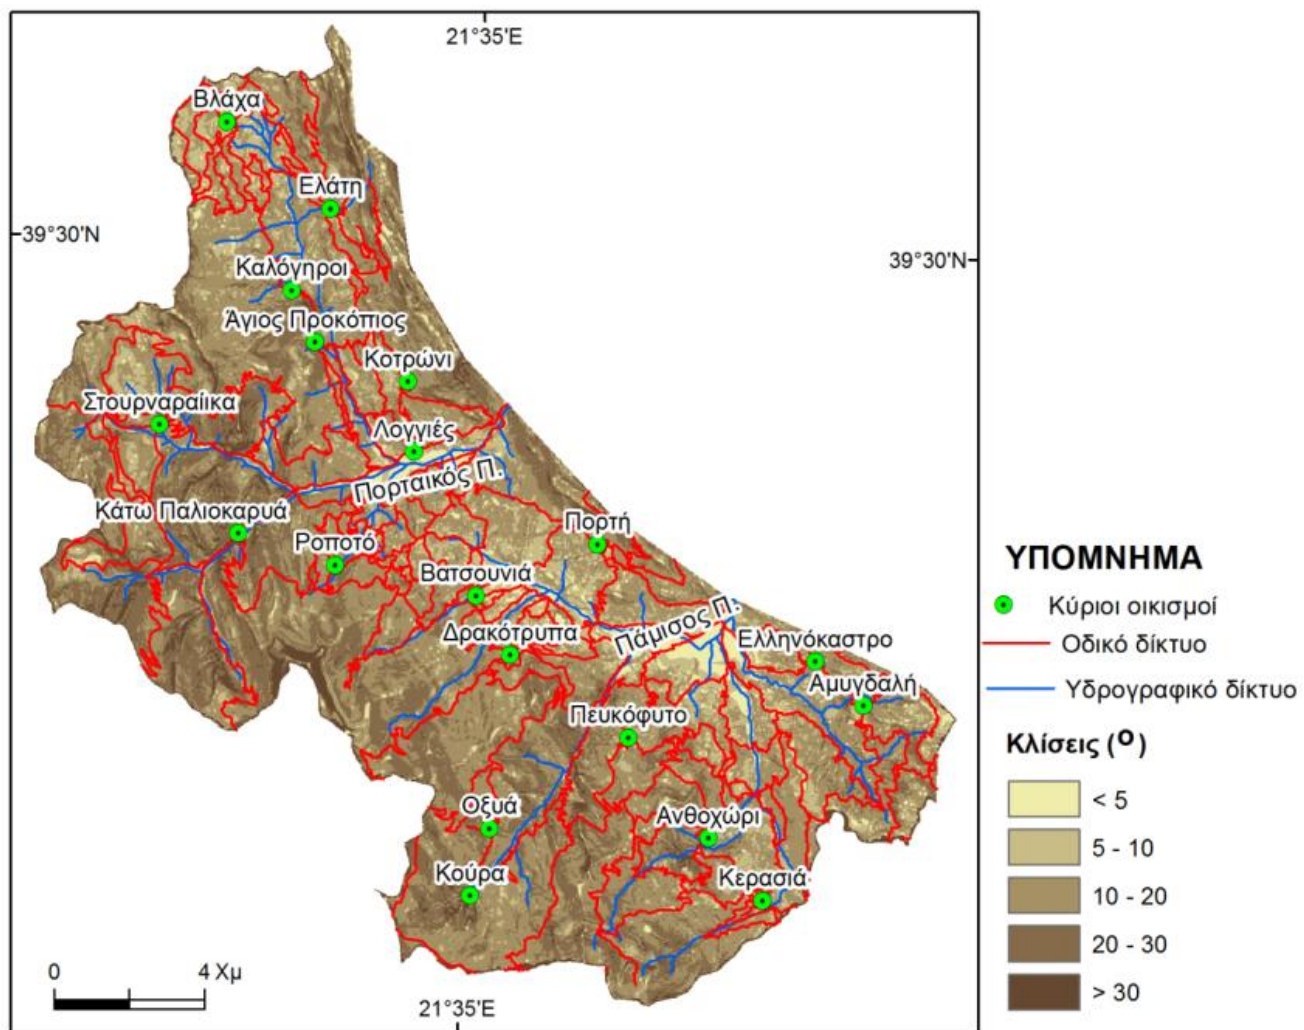 21°35'E
Βλάχα
Ελάτη
39°30'N
39°30'N
Καλόγηροι
Άγιος Προκόπιος
Κοτρώνι
Στουρναραίικα
Λογγιές
Πορταικός Π.
Κάτω Παλιοκαρυά
Ροποτό
Πορτή
Βατσουνιά
Δρακότρυπα
Πάμισος Π.
Ελληνόκαστρο
Αμυγδαλή
Πευκόφυτο
Οξυά
Ανθοχώρι
Κούρα
Κερασιά
0 4 Χμ
21°35'E
ΥΠΟΜΝΗΜΑ
Κύριοι οικισμοί
Οδικό δίκτυο
Υδρογραφικό δίκτυο
Κλίσεις (º)
< 5
5 - 10
10 - 20
20 - 30
> 30